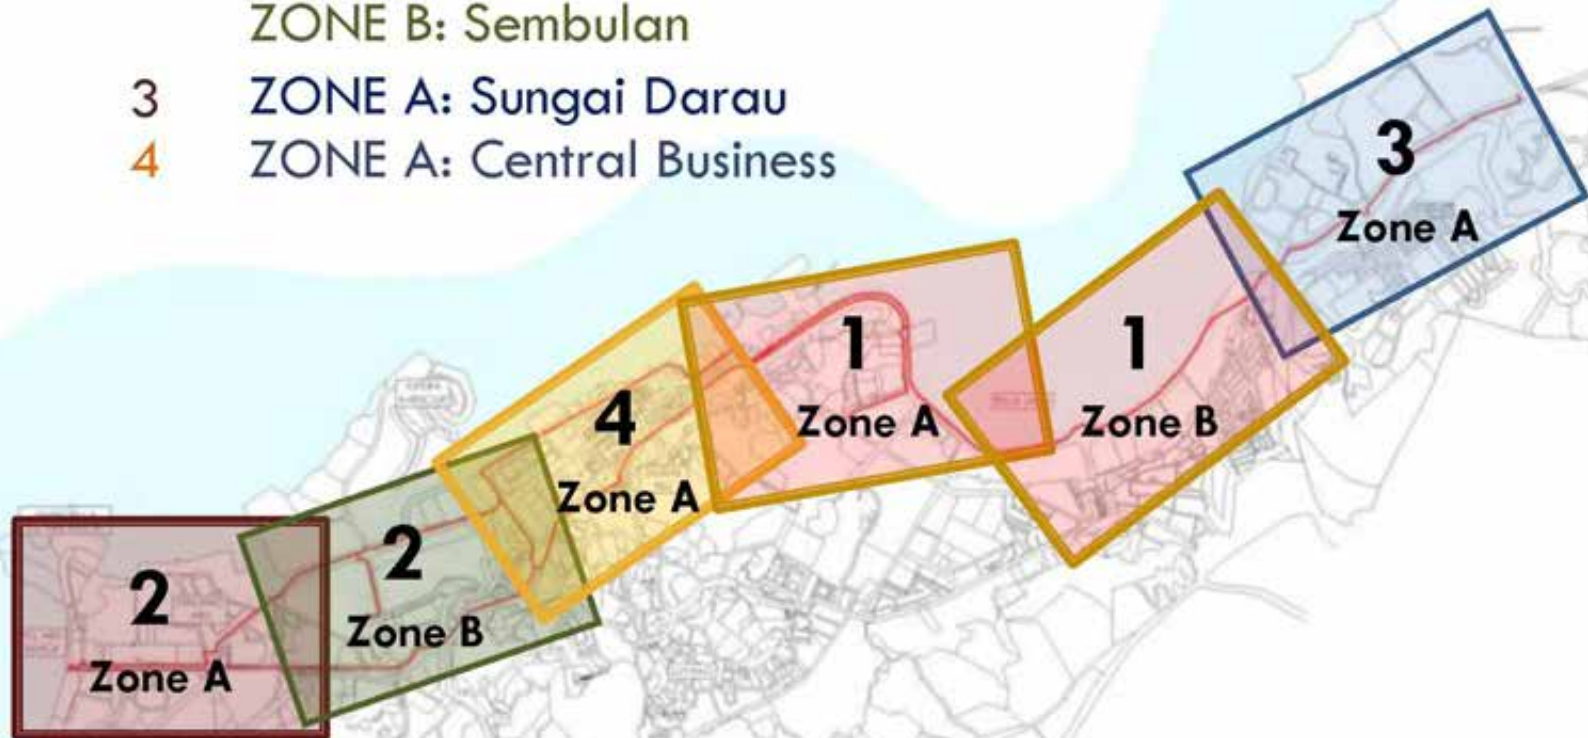 ZONE B: Sembulan
3 ZONE A: Sungai Darau
4 ZONE A: Central Business
3
Zone A
1
Zone A
1
Zone B
4
Zone A
2
Zone B
2
Zone A